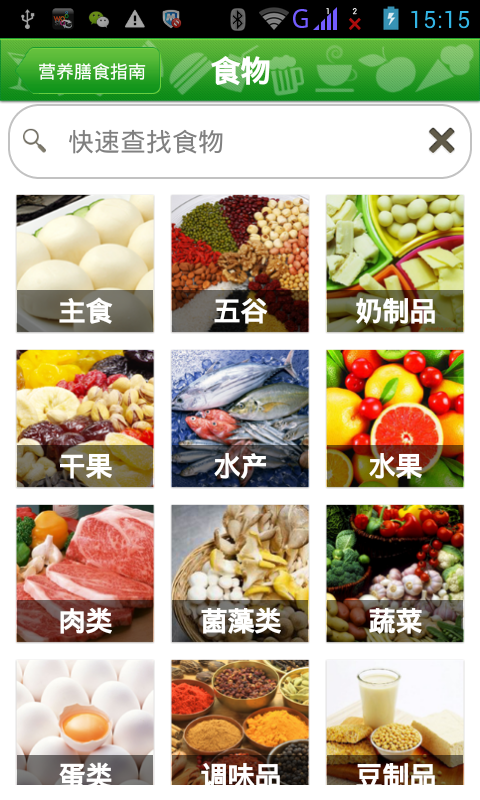 G 1 2 15:15
营养膳食指南 食物
快速查找食物
主食 五谷 奶制品
干果 水产 水果
肉类 菌藻类 蔬菜
蛋类 调味品 豆制品